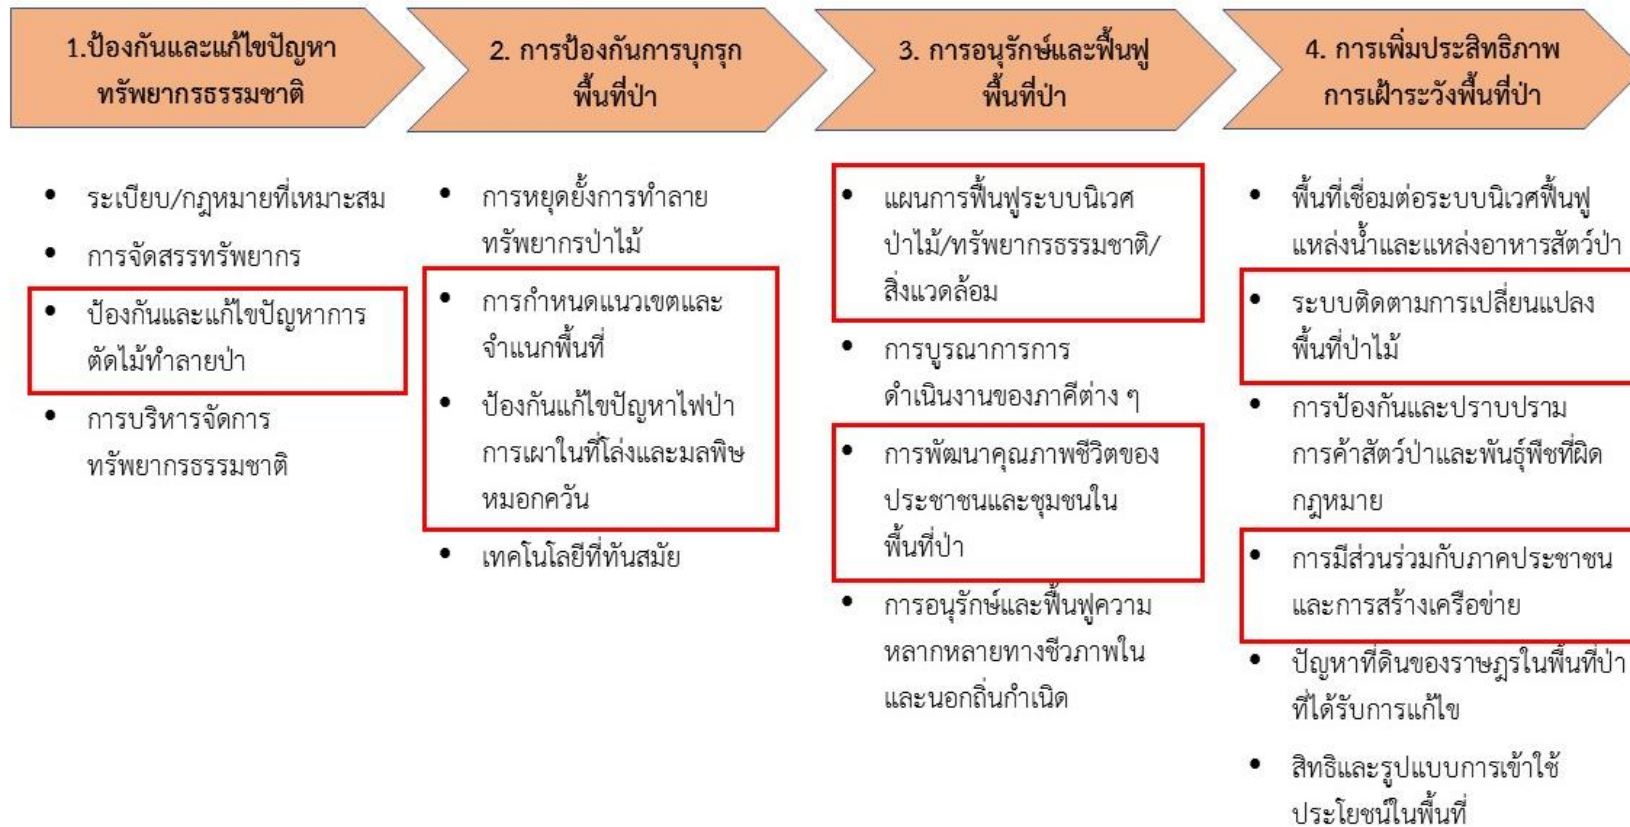 1.ป้องกันและแก้ไขปัญหา
ทรัพยากรธรรมชาติ
2. การป้องกันการบุกรุก
พื้นที่ป่า
3. การอนุรักษ์และฟื้นฟู
พื้นที่ป่า
4. การเพิ่มประสิทธิภาพ
การเฝ้าระวังพื้นที่ป่า
• ระเบียบ/กฎหมายที่เหมาะสม
• การจัดสรรทรัพยากร
• ป้องกันและแก้ไขปัญหาการ
ตัดไม้ทำลายป่า
• การบริหารจัดการ
ทรัพยากรธรรมชาติ
• การหยุดยั้งการทำลาย
ทรัพยากรป่าไม้
• การกำหนดแนวเขตและ
จำแนกพื้นที่
• ป้องกันแก้ไขปัญหาไฟป่า
การเผาในที่โล่งและมลพิษ
หมอกควัน
• เทคโนโลยีที่ทันสมัย
• แผนการฟื้นฟูระบบนิเวศ
ป่าไม้/ทรัพยากรธรรมชาติ/
สิ่งแวดล้อม
• การบูรณาการการ
ดำเนินงานของภาคีต่าง ๆ
• การพัฒนาคุณภาพชีวิตของ
ประชาชนและชุมชนใน
พื้นที่ป่า
• การอนุรักษ์และฟื้นฟูความ
หลากหลายทางชีวภาพใน
และนอกถิ่นกำเนิด
• พื้นที่เชื่อมต่อระบบนิเวศฟื้นฟู
แหล่งน้ำและแหล่งอาหารสัตว์ป่า
• ระบบติดตามการเปลี่ยนแปลง
พื้นที่ป่าไม้
• การป้องกันและปราบปราม
การค้าสัตว์ป่าและพันธุ์พืชที่ผิด
กฎหมาย
• การมีส่วนร่วมกับภาคประชาชน
และการสร้างเครือข่าย
• ปัญหาที่ดินของราษฎรในพื้นที่ป่า
ที่ได้รับการแก้ไข
• สิทธิและรูปแบบการเข้าใช้
ประโยชน์ในพื้นที่